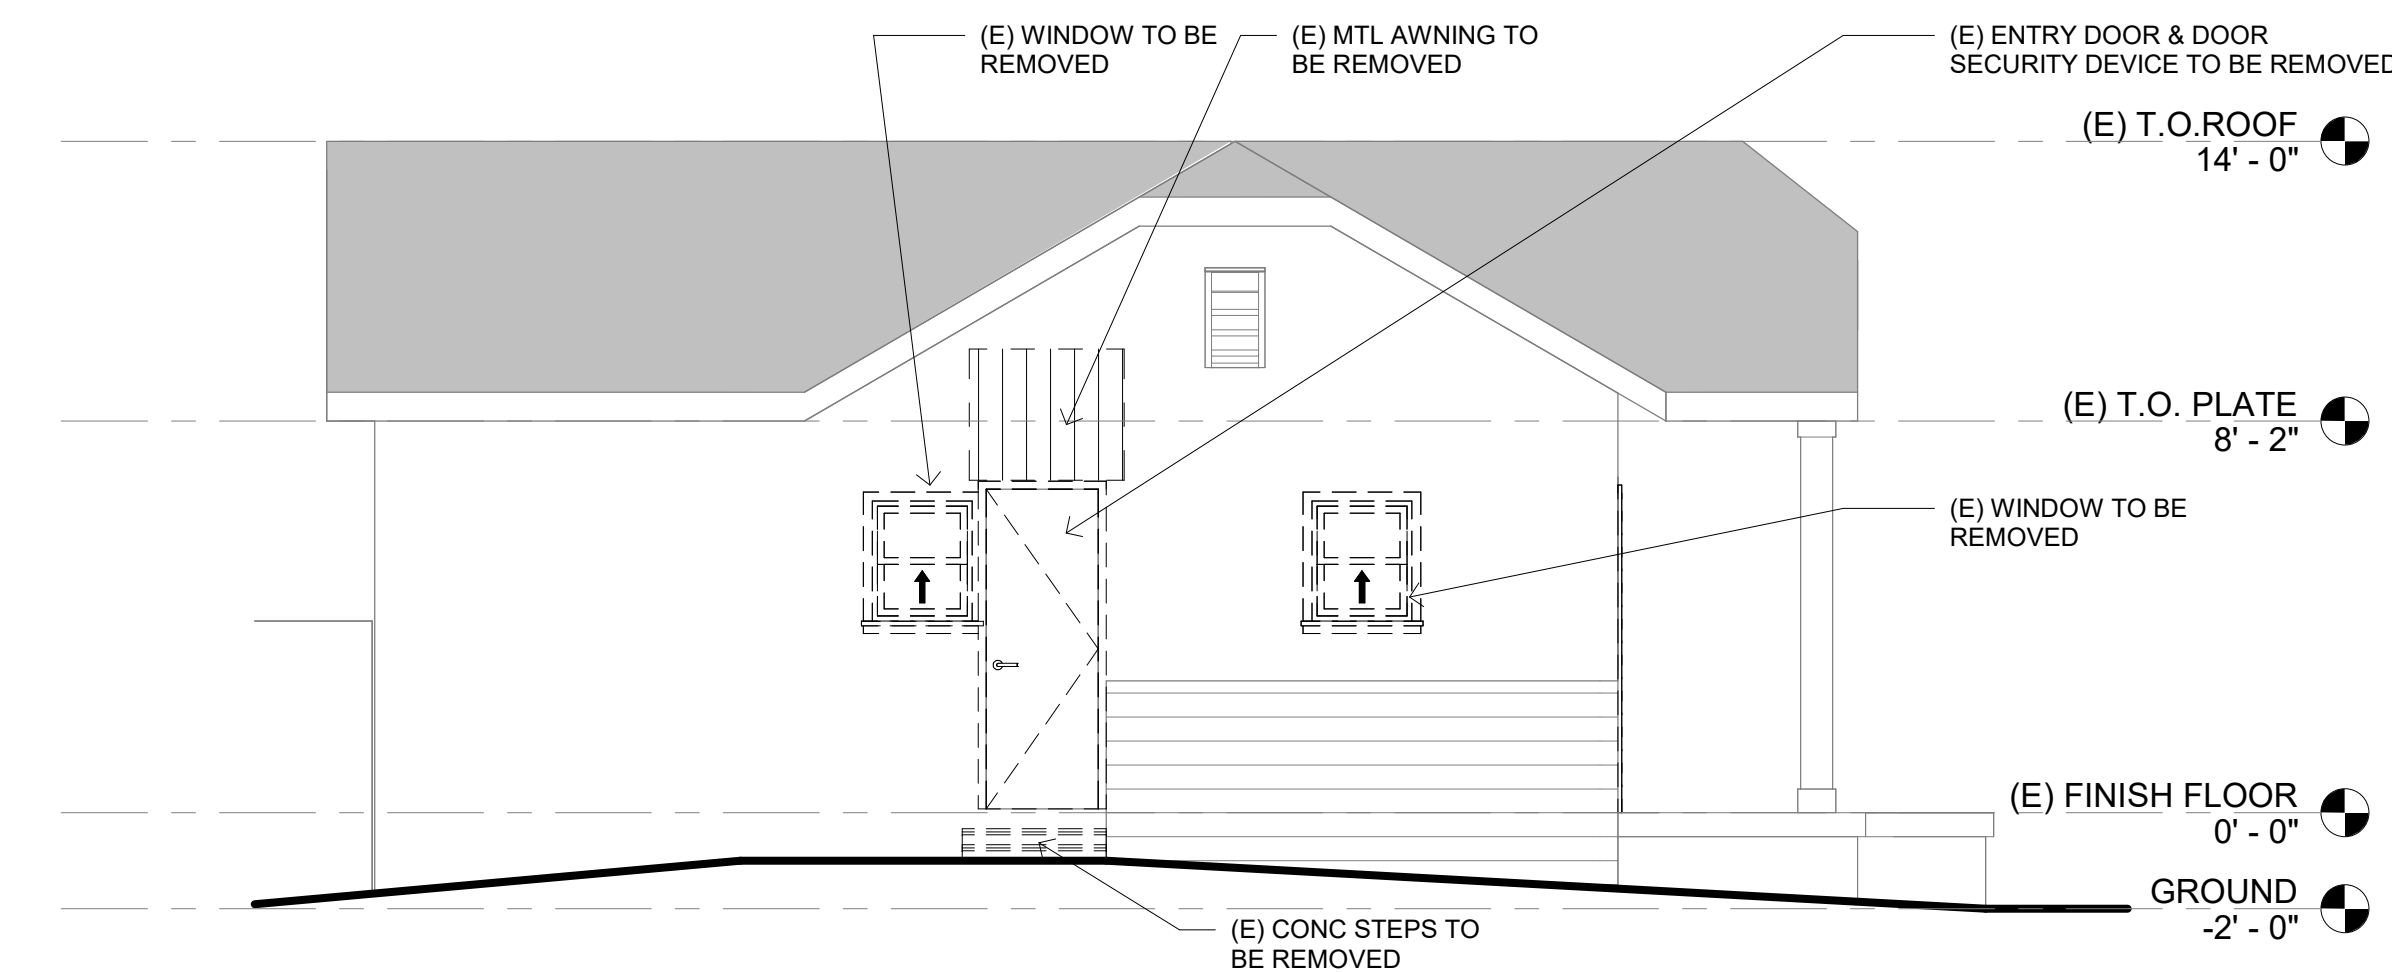 (E) WINDOW TO BE
REMOVED
(E) MTL AWNING TO
BE REMOVED
(E) ENTRY DOOR & DOOR
SECURITY DEVICE TO BE REMOVED
(E) T.O.ROOF
14' - 0"
(E) T.O. PLATE
8' - 2"
(E) WINDOW TO BE
REMOVED
(E) FINISH FLOOR
0' - 0"
GROUND
-2' - 0"
(E) CONC STEPS TO
BE REMOVED